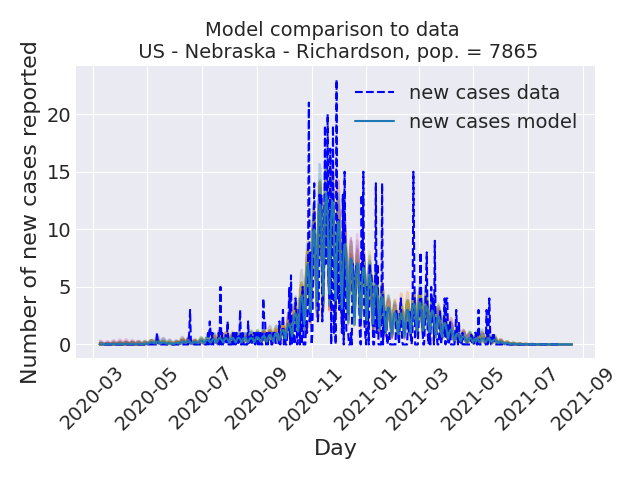 Model comparison to data
US - Nebraska - Richardson, pop. = 7865
Number of new cases reported
20
15
10
5
0
new cases data
new cases model
2020-03
2020-05
2020-07
2020-09
2020-11
2021-01
2021-03
2021-05
2021-07
2021-09
Day